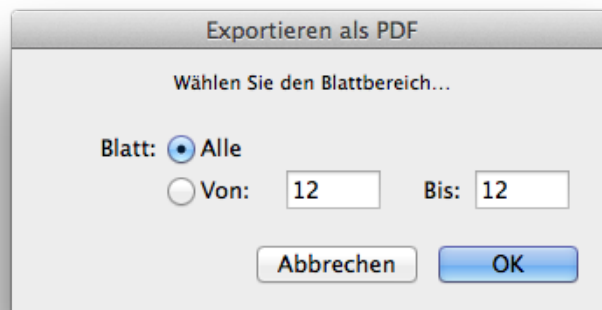 Exportieren als PDF
Wählen Sie den Blattbereich...
Blatt: Alle
Von: 12 Bis: 12
Abbrechen OK